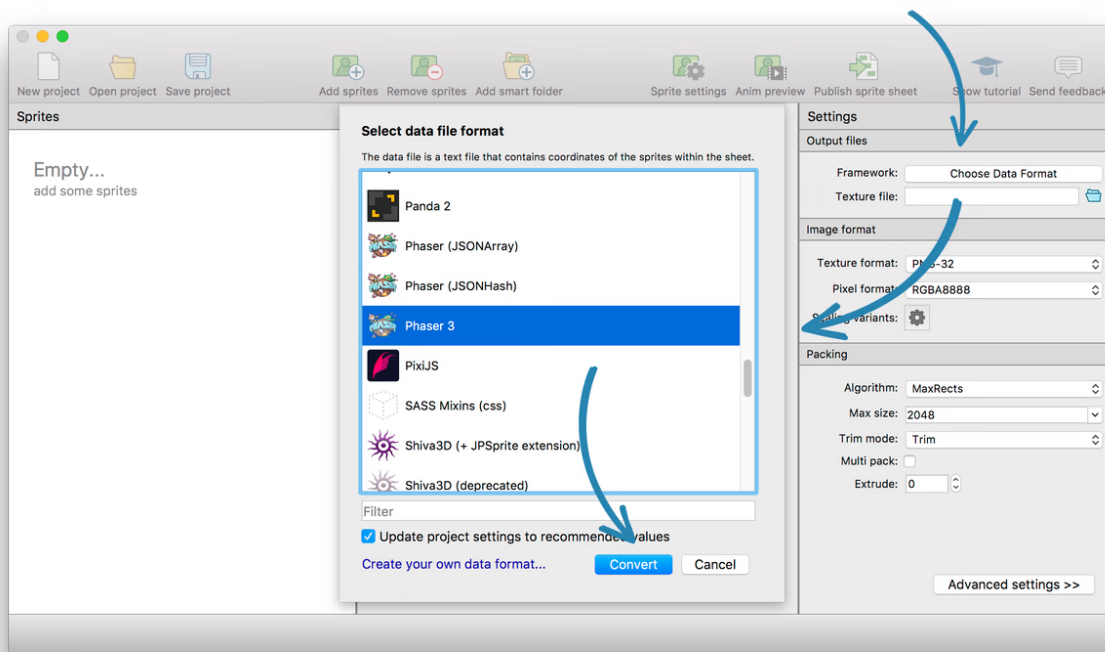 New project
Open project
Save project
Add sprites
Remove sprites
Add smart folder
Sprite settings
Anim preview
Publish sprite sheet
Show tutorial
Send feedback
Sprites
Empty...
add some sprites
Select data file format
The data file is a text file that contains coordinates of the sprites within the sheet.
Panda 2
Phaser (JSONArray)
Phaser (JSONHash)
Phaser 3
PixiJS
SASS Mixins (css)
Shiva3D (+ JPSprite extension)
Shiva3D (deprecated)
Filter
Update project settings to recommended values
Create your own data format...
Convert
Cancel
Settings
Output files
Framework:
Choose Data Format
Texture file:
Image format
Texture format:
PNG-32
Pixel format:
RGBA8888
Scaling variants:
Packing
Algorithm:
MaxRects
Max size:
2048
Trim mode:
Trim
Multi pack:
Extrude:
0
Advanced settings >>